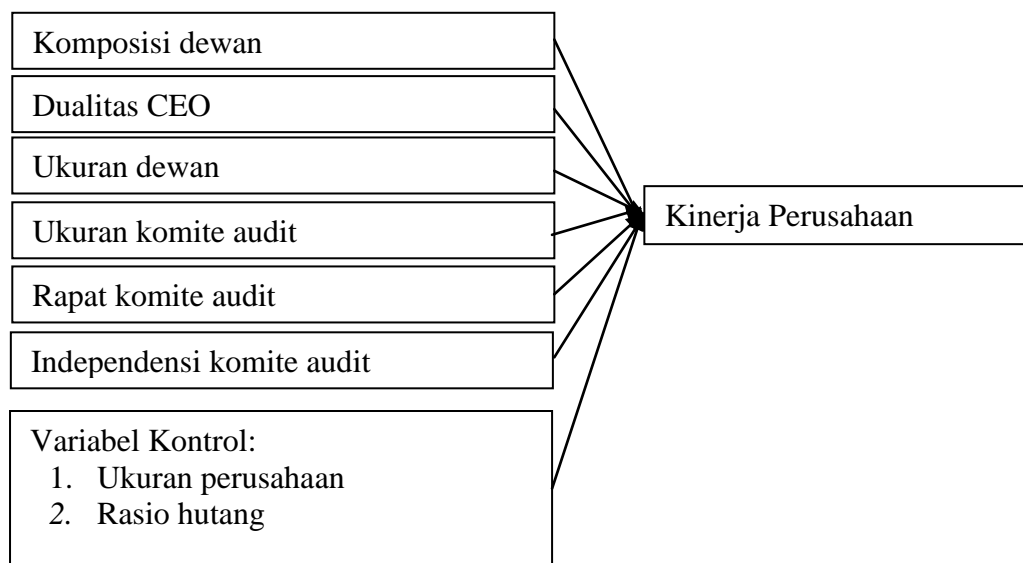 Komposisi dewan
Dualitas CEO
Ukuran dewan
Ukuran komite audit
Rapat komite audit
Independensi komite audit
Variabel Kontrol:
1. Ukuran perusahaan
2. Rasio hutang
Kinerja Perusahaan